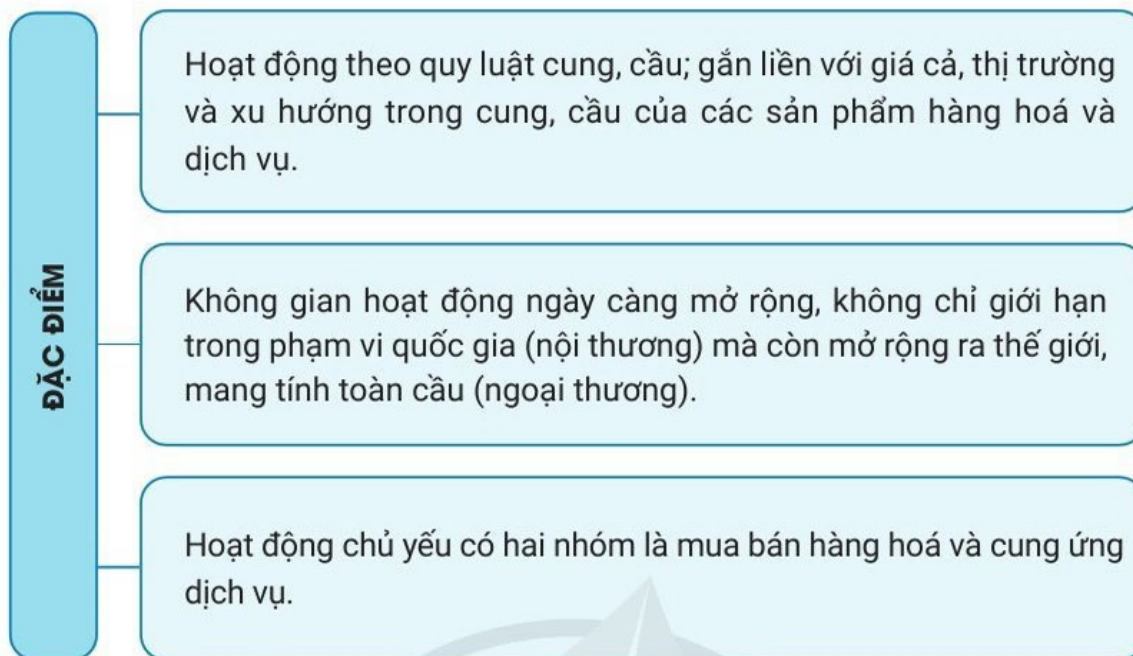 ĐẶC ĐIỂM
Hoạt động theo quy luật cung, cầu; gắn liền với giá cả, thị trường
và xu hướng trong cung, cầu của các sản phẩm hàng hoá và
dịch vụ.
Không gian hoạt động ngày càng mở rộng, không chỉ giới hạn
trong phạm vi quốc gia (nội thương) mà còn mở rộng ra thế giới,
mang tính toàn cầu (ngoại thương).
Hoạt động chủ yếu có hai nhóm là mua bán hàng hoá và cung ứng
dịch vụ.